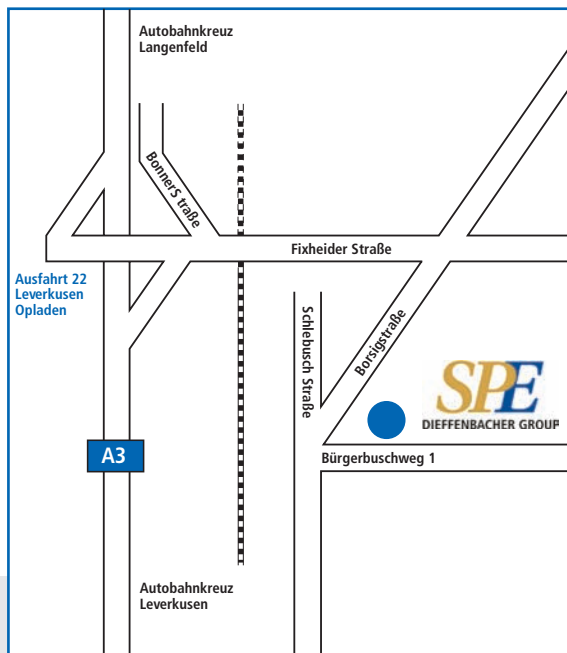 Autobahnkreuz
Langenfeld
BonnerS traße
Fixheider Straße
Ausfahrt 22
Leverkusen
Opladen
Schlebusch Straße
Borsigstraße
SPE
DIEFFENBACHER GROUP
A3
Bürgerbuschweg 1
Autobahnkreuz
Leverkusen